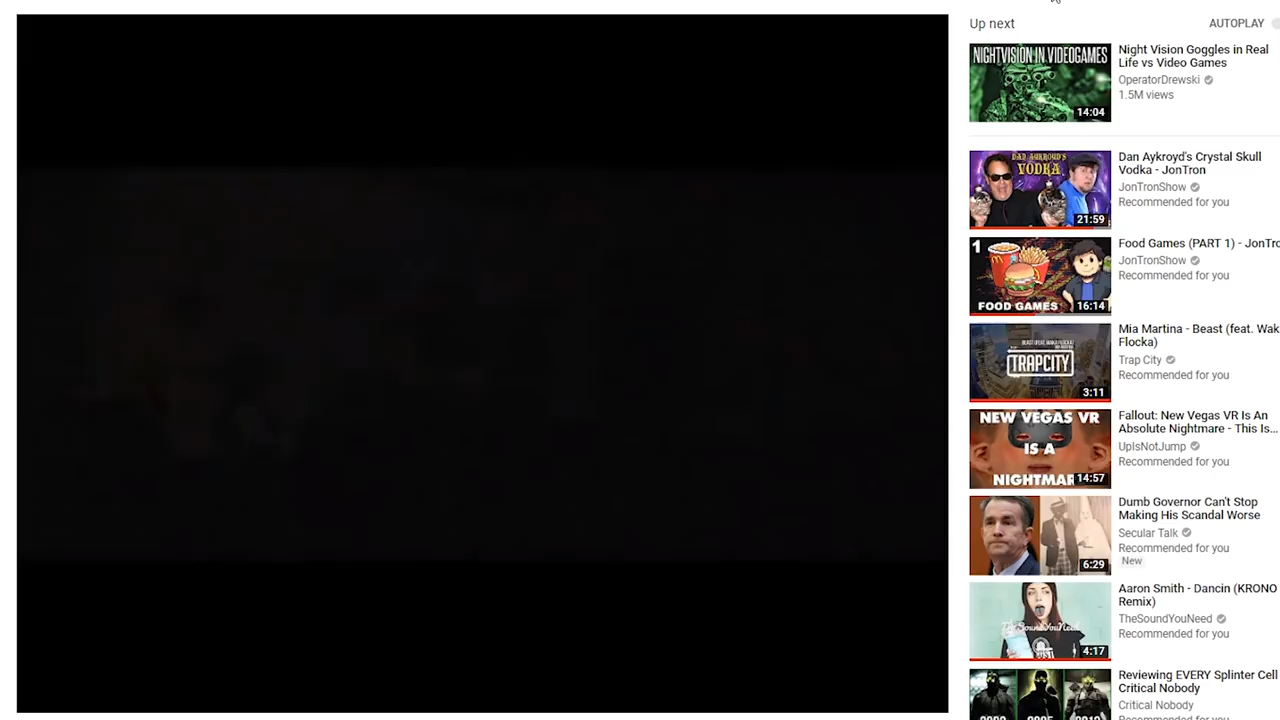 Up next
AUTOPLAY
NIGHTVISION IN VIDEOGAMES
14:04
Night Vision Goggles in Real
Life vs Video Games
OperatorDrewski
1.5M views
DAN AYKROYD'S
VODKA
21:59
Dan Aykroyd's Crystal Skull
Vodka - JonTron
JonTronShow
Recommended for you
1
FOOD GAMES
16:14
Food Games (PART 1) - JonTro
JonTronShow
Recommended for you
TRAPCITY
3:11
Mia Martina - Beast (feat. Wak
Flocka)
Trap City
Recommended for you
NEW VEGAS VR
IS A
NIGHTMAR
14:57
Fallout: New Vegas VR Is An
Absolute Nightmare - This Is...
UpIsNotJump
Recommended for you
6:29
Dumb Governor Can't Stop
Making His Scandal Worse
Secular Talk
Recommended for you
New
TheSoundYouNeed
4:17
Aaron Smith - Dancin (KRONO
Remix)
TheSoundYouNeed
Recommended for you
Reviewing EVERY Splinter Cell
Critical Nobody
Critical Nobody
Recommended for you